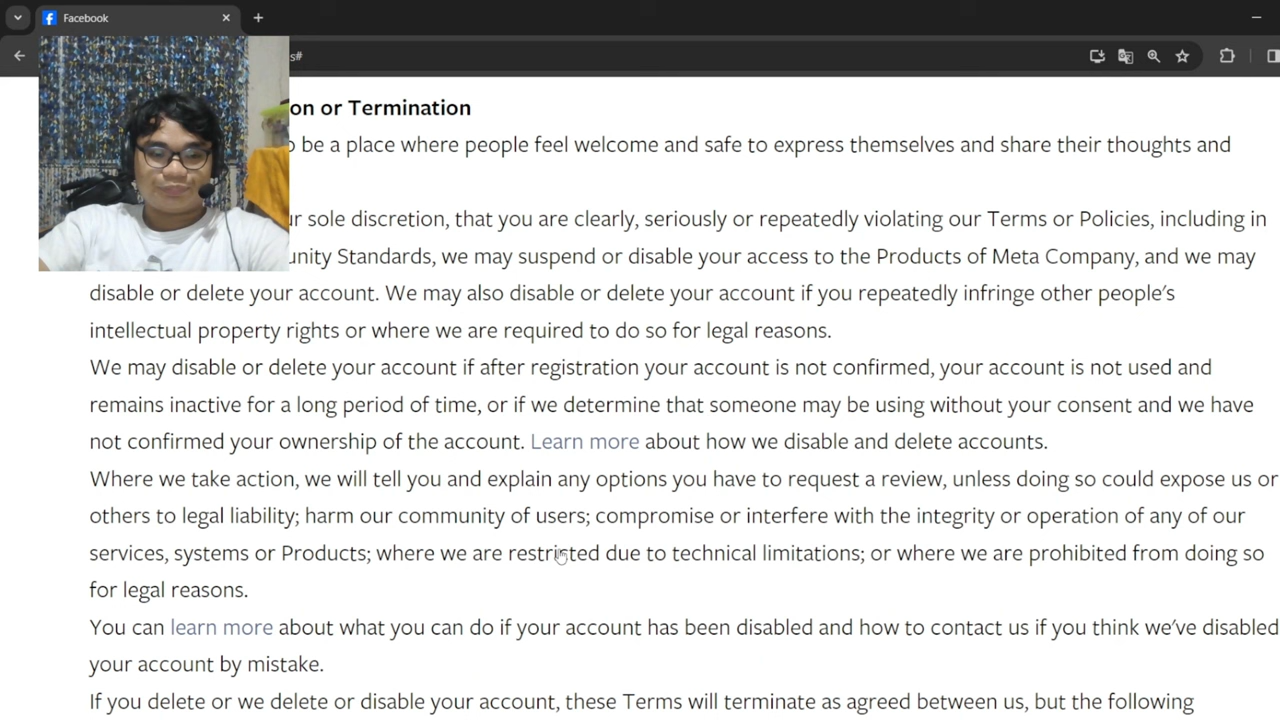 Facebook
s#
on or Termination
be a place where people feel welcome and safe to express themselves and share their thoughts and
sole discretion, that you are clearly, seriously or repeatedly violating our Terms or Policies, including in
unity Standards, we may suspend or disable your access to the Products of Meta Company, and we may
disable or delete your account. We may also disable or delete your account if you repeatedly infringe other people's
intellectual property rights or where we are required to do so for legal reasons.
We may disable or delete your account if after registration your account is not confirmed, your account is not used and
remains inactive for a long period of time, or if we determine that someone may be using without your consent and we have
not confirmed your ownership of the account. Learn more about how we disable and delete accounts.
Where we take action, we will tell you and explain any options you have to request a review, unless doing so could expose us or
others to legal liability; harm our community of users; compromise or interfere with the integrity or operation of any of our
services, systems or Products; where we are restricted due to technical limitations; or where we are prohibited from doing so
for legal reasons.
You can learn more about what you can do if your account has been disabled and how to contact us if you think we've disabled
your account by mistake.
If you delete or we delete or disable your account, these Terms will terminate as agreed between us, but the following